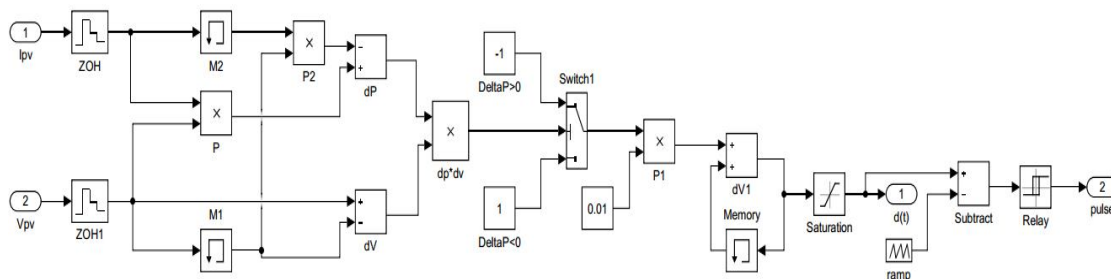 1
Ipv
ZOH
M2
X
P2
-
+
dP
-1
DeltaP>0
Switch1
X
P
X
dp*dv
X
P1
+
+
dV1
2
Vpv
ZOH1
M1
+
-
dV
1
DeltaP<0
0.01
Memory
Saturation
1
d(t)
ramp
+
-
Subtract
Relay
2
pulse